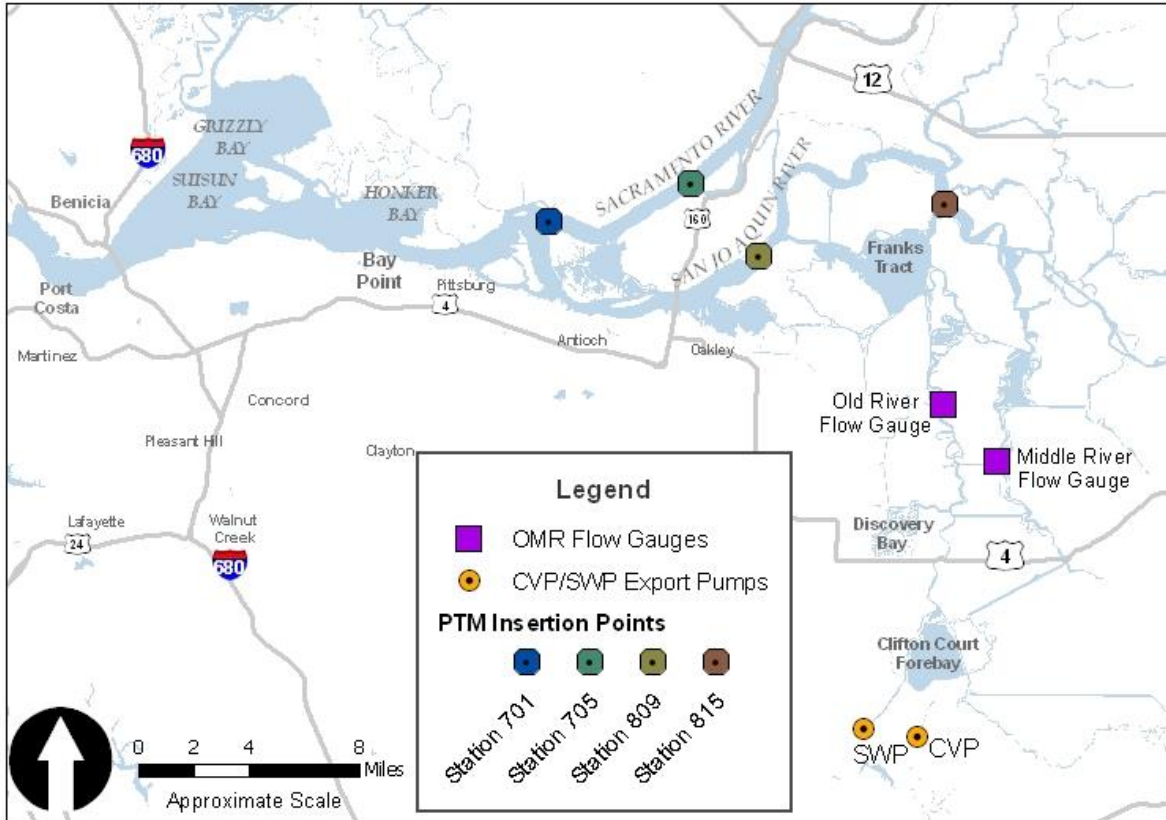 12
GRIZZLY
BAY
680
SUISUN
BAY
Benicia
HONKER
BAY
SACRAMENTO RIVER
160
SAN JOAQUIN RIVER
Franks
Tract
Bay
Point
Pittsburg
4
Port
Costa
Martinez
Antioch
Oakley
Concord
Pleasant Hill
Clayton
Old River
Flow Gauge
Middle River
Flow Gauge
Lafayette
24
Walnut
Creek
680
Discovery
Bay
4
Clifton Court
Forebay
SWP
CVP
Legend
OMR Flow Gauges
CVP/SWP Export Pumps
PTM Insertion Points
Station 701
Station 705
Station 809
Station 815
0 2 4 8
Miles
Approximate Scale